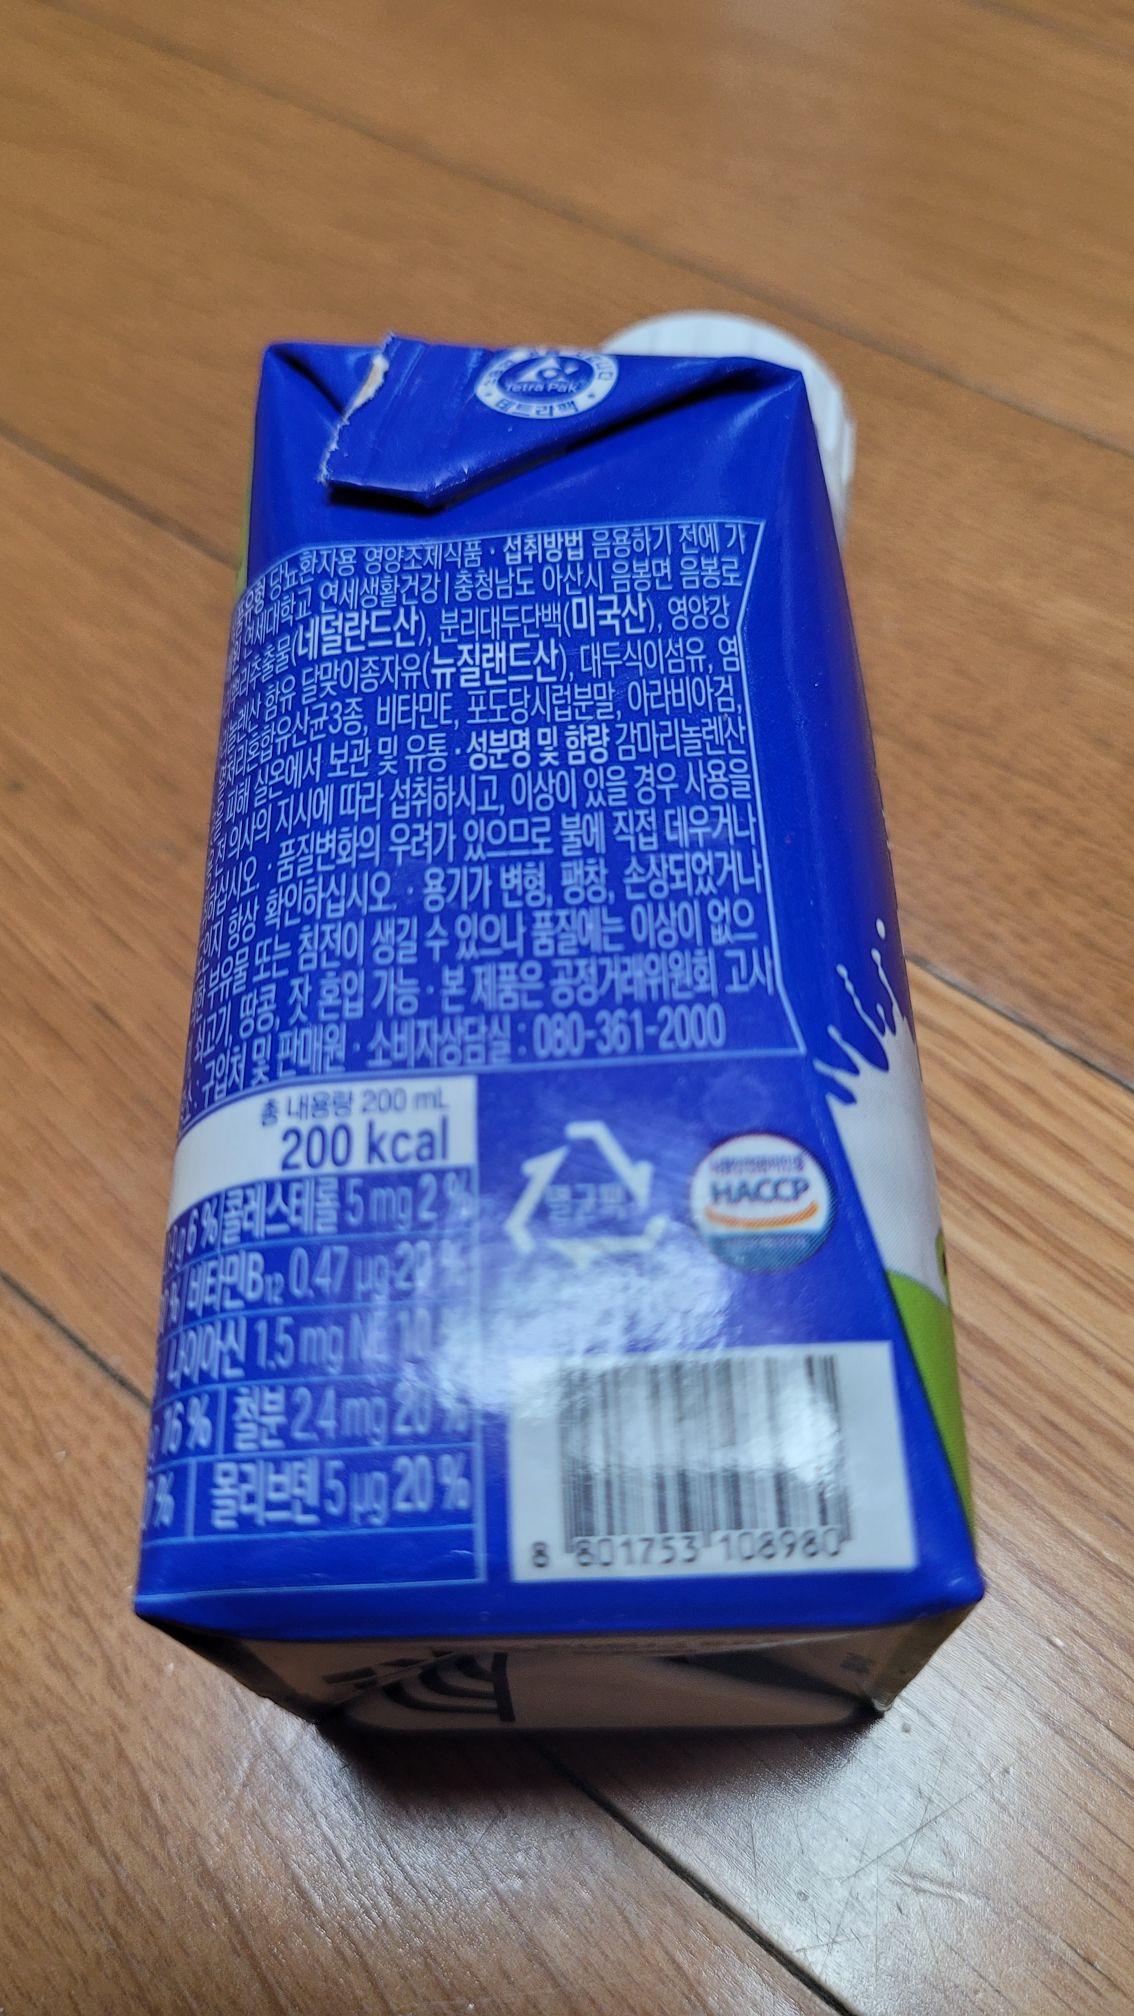 Tetra Pak
테트라팩
당뇨환자용 영양조제식품 · 섭취방법 음용하기 전에 가
연세대학교 연세생활건강 | 충청남도 아산시 음봉면 음봉로
(네덜란드산), 분리대두단백(미국산), 영양강
함유 달맞이종자유(뉴질랜드산), 대두식이섬유, 염
유산균3종, 비타민E, 포도당시럽분말, 아라비아검,
피해 실온에서 보관 및 유통 · 성분명 및 함량 감마리놀렌산
전 의사의 지시에 따라 섭취하시고, 이상이 있을 경우 사용을
하십시오 · 품질변화의 우려가 있으므로 불에 직접 데우거나
항상 확인하십시오 · 용기가 변형, 팽창, 손상되었거나
부유물 또는 침전이 생길 수 있으나 품질에는 이상이 없으
쇠고기, 땅콩, 잣 혼입 가능 · 본 제품은 공정거래위원회 고시
구입처 및 판매원 · 소비자상담실 : 080-361-2000
총 내용량 200 mL
200 kcal
6 % 콜레스테롤 5 mg 2 %
비타민B12 0.47 µg 20 %
나이아신 1.5 mg NE 10
16 % 철분 2.4 mg 20 %
% 몰리브덴 5 µg 20 %
멸균팩
HACCP
8 801753 108980